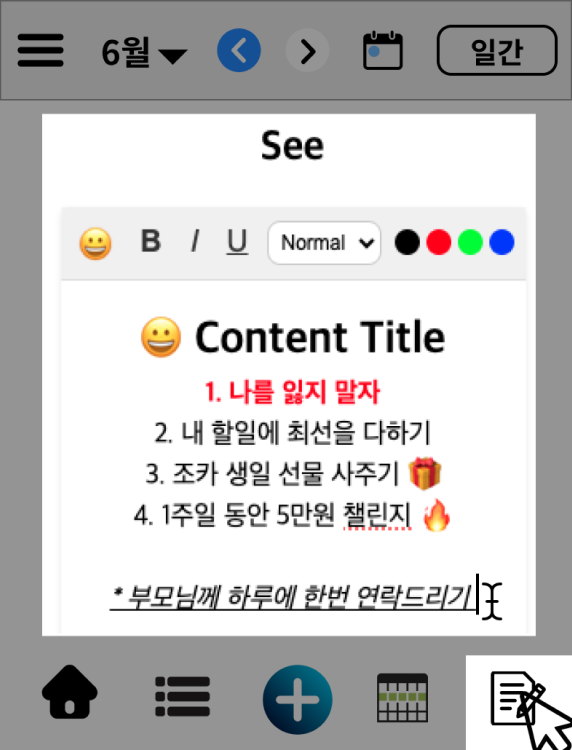 6월
일간
See
B I U Normal
😀 Content Title
1. 나를 잃지 말자
2. 내 할일에 최선을 다하기
3. 조카 생일 선물 사주기 🎁
4. 1주일 동안 5만원 챌린지 🔥
* 부모님께 하루에 한번 연락드리기